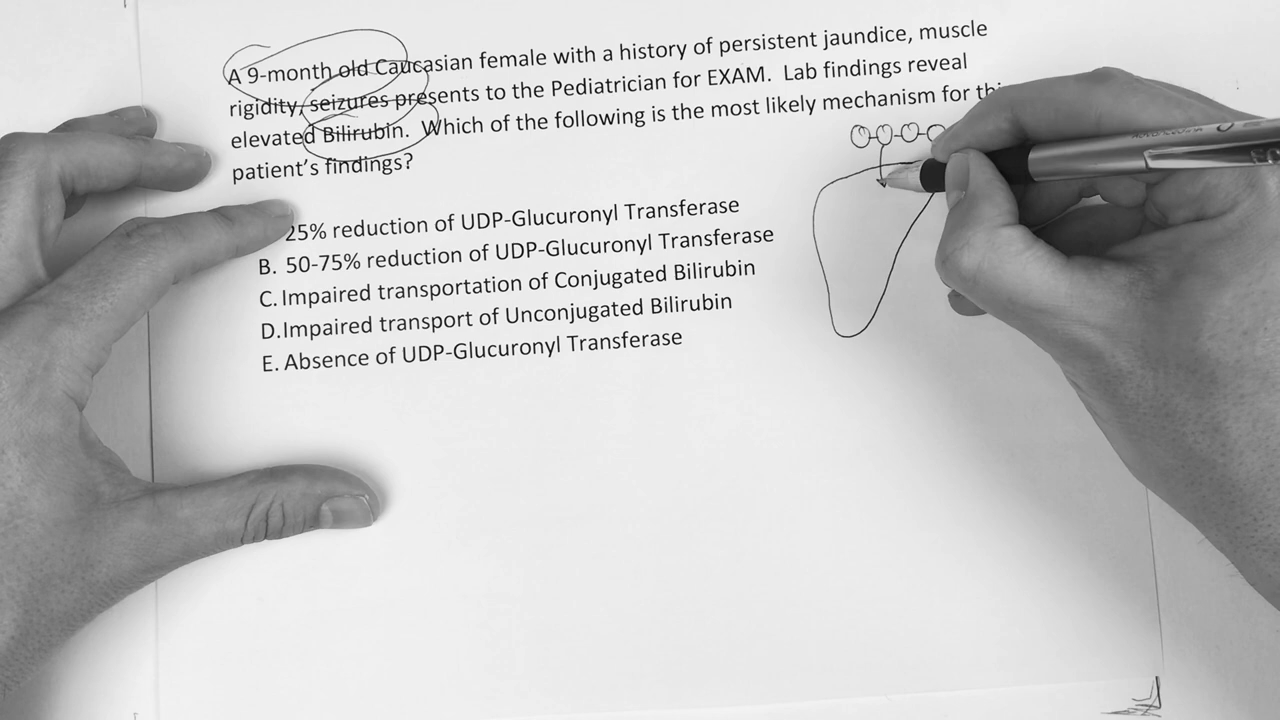 A 9-month old Caucasian female with a history of persistent jaundice, muscle
rigidity, seizures presents to the Pediatrician for EXAM. Lab findings reveal
elevated Bilirubin. Which of the following is the most likely mechanism for
patient's findings?
25% reduction of UDP-Glucuronyl Transferase
B. 50-75% reduction of UDP-Glucuronyl Transferase
C. Impaired transportation of Conjugated Bilirubin
D.Impaired transport of Unconjugated Bilirubin
E. Absence of UDP-Glucuronyl Transferase